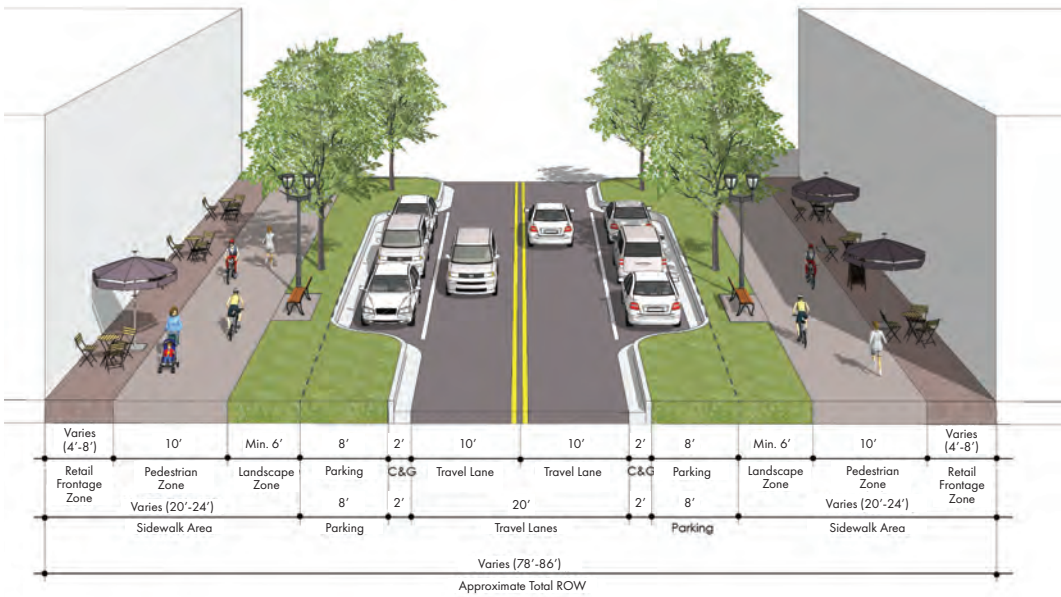 Varies (4'-8') 10' Min. 6' 8' 2' 10' 10' 2' 8' Min. 6' 10' Varies (4'-8')
Retail Frontage Zone Pedestrian Zone Landscape Zone Parking C&G Travel Lane Travel Lane C&G Parking Landscape Zone Pedestrian Zone Retail Frontage Zone
Varies (20'-24') 8' 2' 20' 2' 8' Varies (20'-24')
Sidewalk Area Parking Travel Lanes Parking Sidewalk Area
Varies (78'-86')
Approximate Total ROW